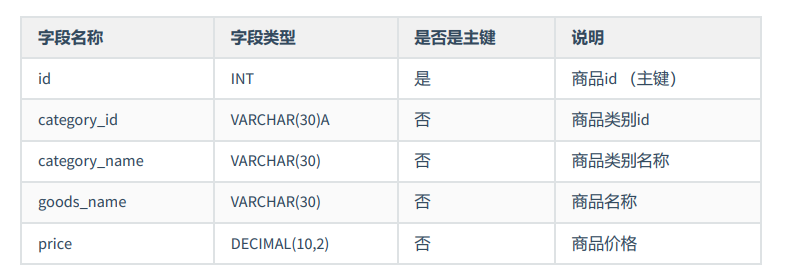 字段名称 字段类型 是否是主键 说明
id INT 是 商品id （主键）
category_id VARCHAR(30)A 否 商品类别id
category_name VARCHAR(30) 否 商品类别名称
goods_name VARCHAR(30) 否 商品名称
price DECIMAL(10,2) 否 商品价格